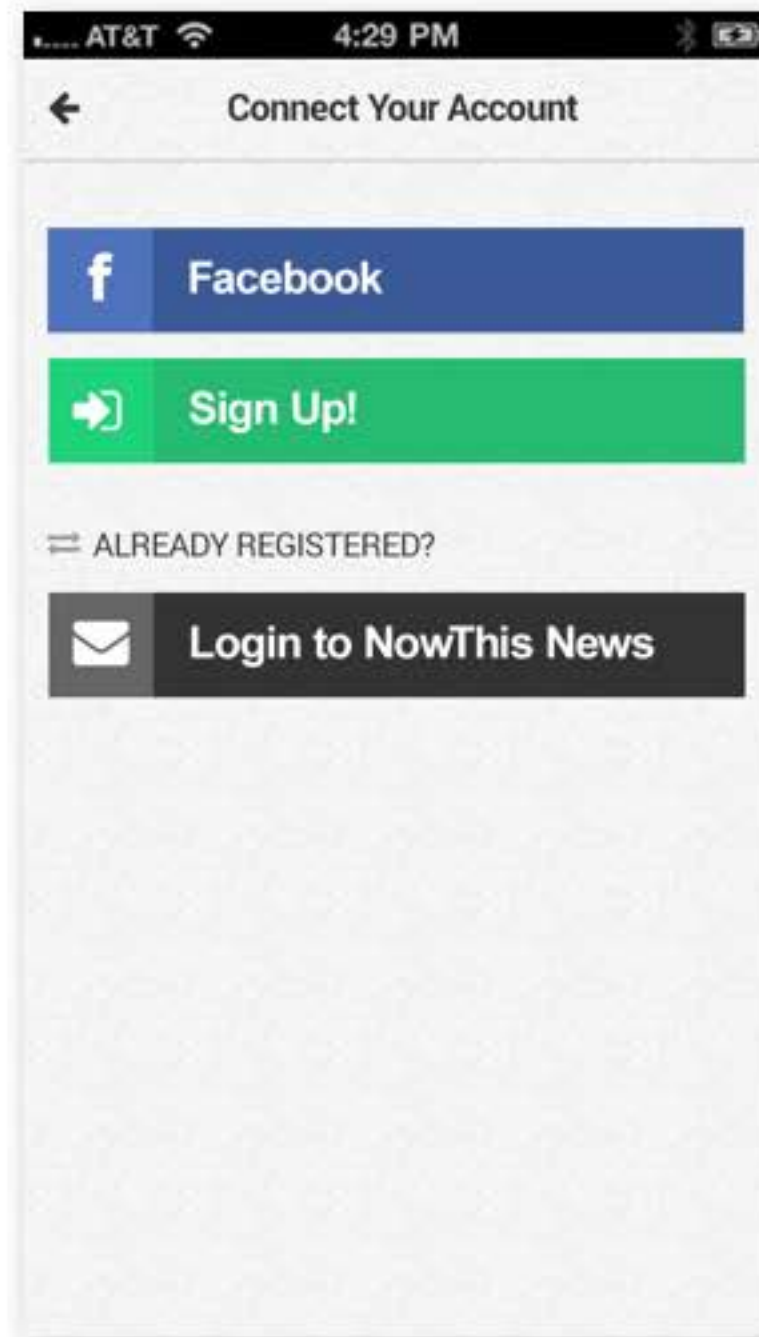 AT&T 4:29 PM
Connect Your Account
f Facebook
Sign Up!
ALREADY REGISTERED?
Login to NowThis News